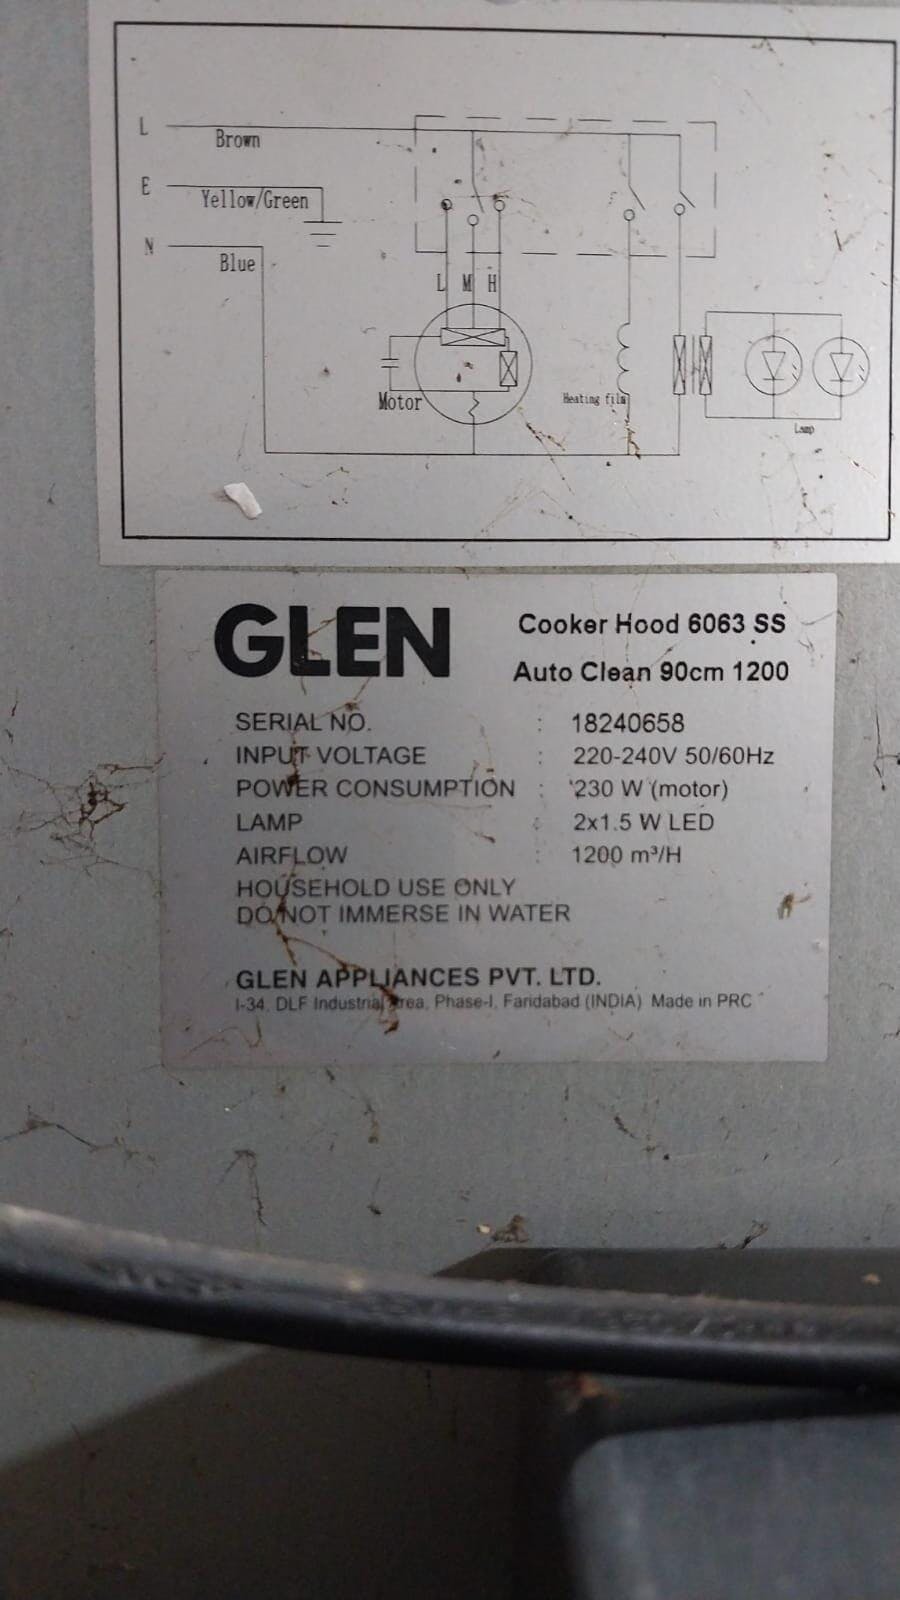 L
Brown
E
Yellow/Green
N
Blue
L M H
Motor
Heating film
Lamp
GLEN
Cooker Hood 6063 SS
Auto Clean 90cm 1200
SERIAL NO. : 18240658
INPUT VOLTAGE : 220-240V 50/60Hz
POWER CONSUMPTION : 230 W (motor)
LAMP : 2x1.5 W LED
AIRFLOW : 1200 m³/H
HOUSEHOLD USE ONLY
DO NOT IMMERSE IN WATER
GLEN APPLIANCES PVT. LTD.
I-34, DLF Industrial Area, Phase-I, Faridabad (INDIA) Made in PRC